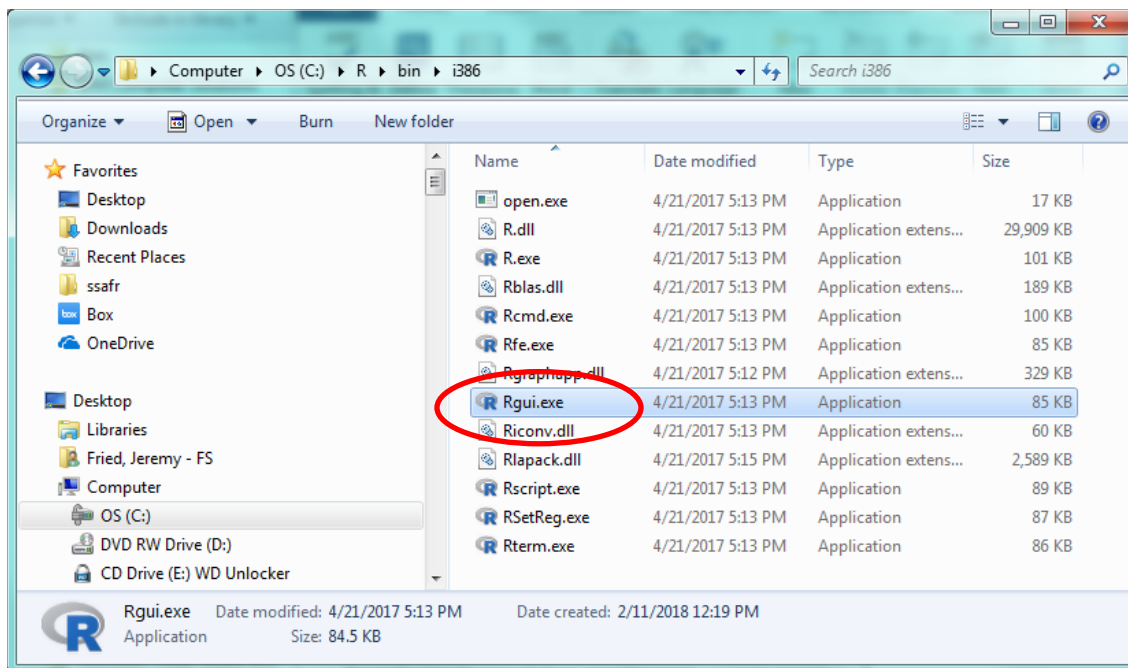 Computer OS (C:) R bin i386 Search i386
Organize Open Burn New folder
Favorites
Desktop
Downloads
Recent Places
ssafr
box Box
OneDrive
Desktop
Libraries
Fried, Jeremy - FS
Computer
OS (C:)
DVD RW Drive (D:)
CD Drive (E:) WD Unlocker
Name Date modified Type Size
open.exe 4/21/2017 5:13 PM Application 17 KB
R.dll 4/21/2017 5:13 PM Application extens... 29,909 KB
R.exe 4/21/2017 5:13 PM Application 101 KB
Rblas.dll 4/21/2017 5:13 PM Application extens... 189 KB
Rcmd.exe 4/21/2017 5:13 PM Application 100 KB
Rfe.exe 4/21/2017 5:13 PM Application 85 KB
Rgraphapp.dll 4/21/2017 5:12 PM Application extens... 329 KB
Rgui.exe 4/21/2017 5:13 PM Application 85 KB
Riconv.dll 4/21/2017 5:13 PM Application extens... 60 KB
Rlapack.dll 4/21/2017 5:15 PM Application extens... 2,589 KB
Rscript.exe 4/21/2017 5:13 PM Application 89 KB
RSetReg.exe 4/21/2017 5:13 PM Application 87 KB
Rterm.exe 4/21/2017 5:13 PM Application 86 KB
Rgui.exe Date modified: 4/21/2017 5:13 PM Date created: 2/11/2018 12:19 PM
Application Size: 84.5 KB